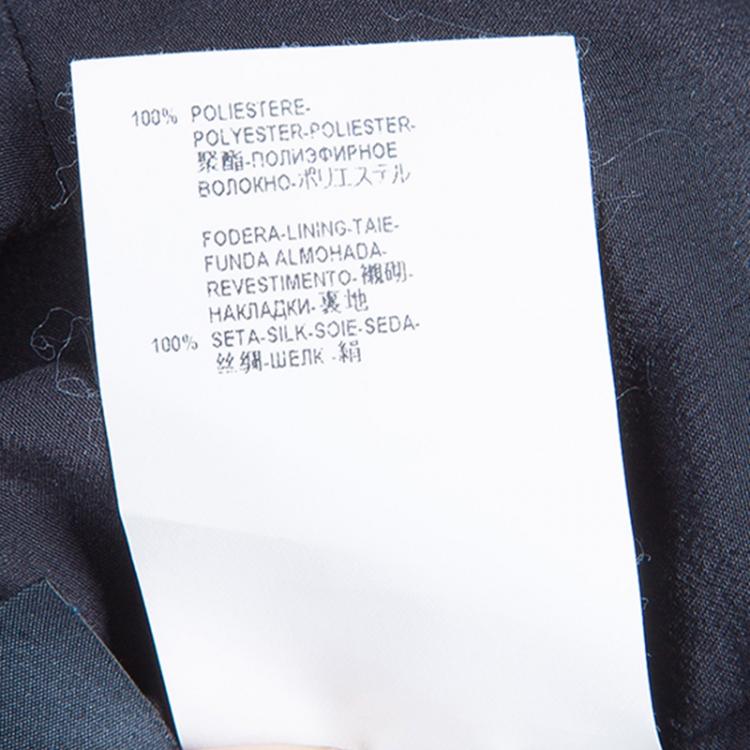 100% POLIESTERE-
POLYESTER-POLIESTER-
聚酯-ПОЛИЭФИРНОЕ
ВОЛОКНО-ポリエステル
FODERA-LINING-TAIE-
FUNDA ALMOHADA-
REVESTIMENTO-襯砌-
НАКЛАДКИ-裏地
100% SETA-SILK-SOIE-SEDA-
丝绸-ШЕЛК-絹